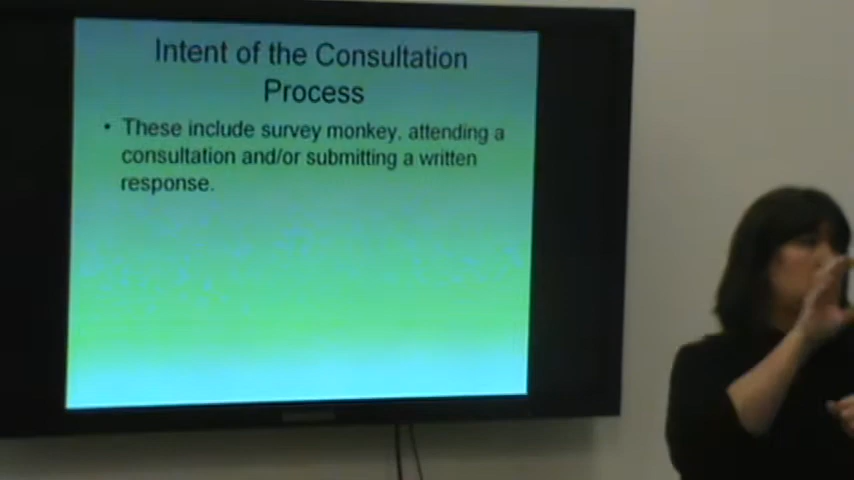 Intent of the Consultation
Process
• These include survey monkey, attending a
consultation and/or submitting a written
response.